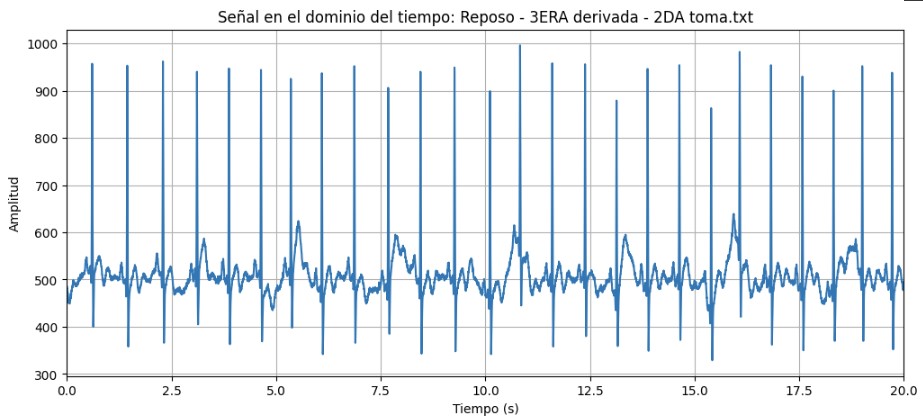 Señal en el dominio del tiempo: Reposo - 3ERA derivada - 2DA toma.txt
1000
900
800
700
600
500
400
300
Amplitud
0.0 2.5 5.0 7.5 10.0 12.5 15.0 17.5 20.0
Tiempo (s)